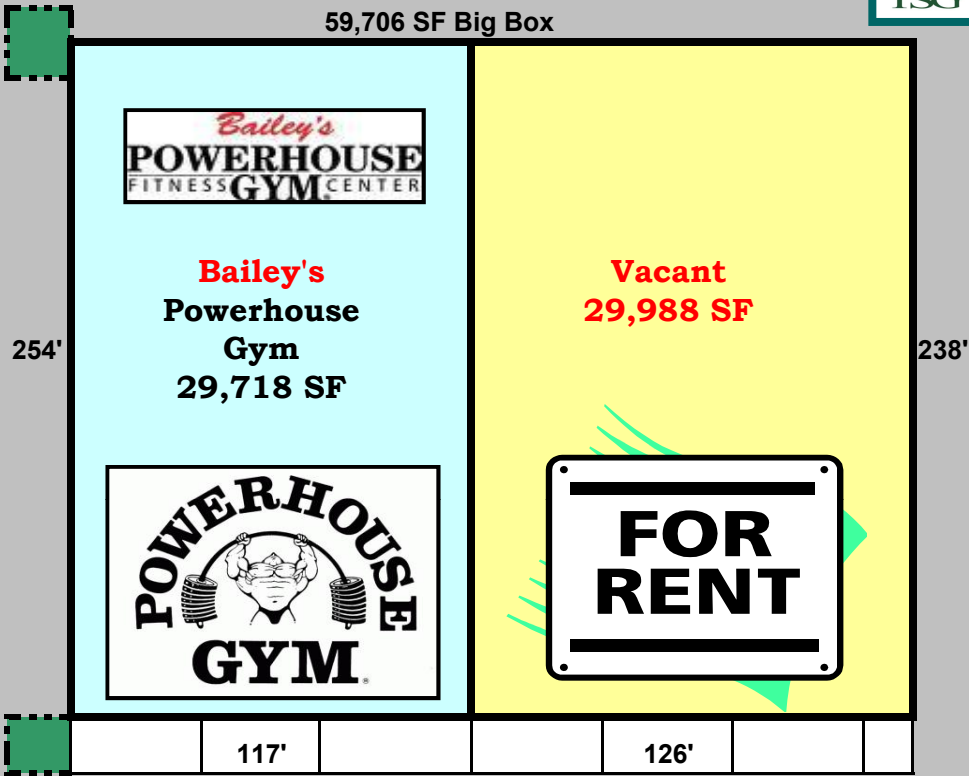 59,706 SF Big Box
TSG
Bailey's
POWERHOUSE
FITNESS GYM CENTER
Bailey's
Powerhouse
Gym
29,718 SF
Vacant
29,988 SF
254'
238'
POWERHOUSE
GYM
FOR
RENT
117'
126'